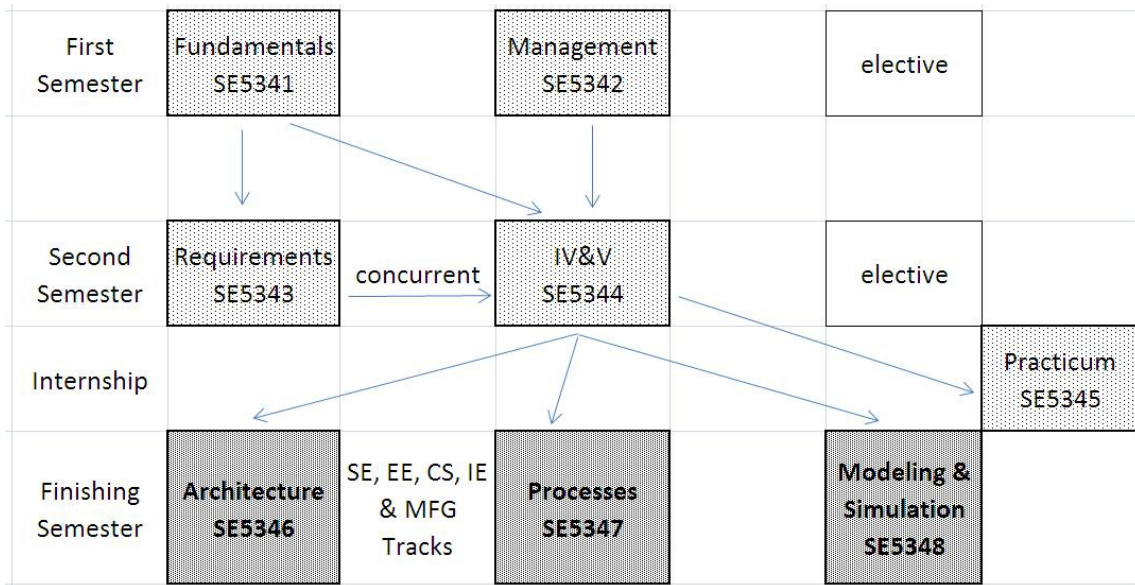 First
Semester
Fundamentals
SE5341
Management
SE5342
elective
Second
Semester
Requirements
SE5343
concurrent
IV&V
SE5344
elective
Internship
Practicum
SE5345
Finishing
Semester
Architecture
SE5346
SE, EE, CS, IE
& MFG
Tracks
Processes
SE5347
Modeling &
Simulation
SE5348